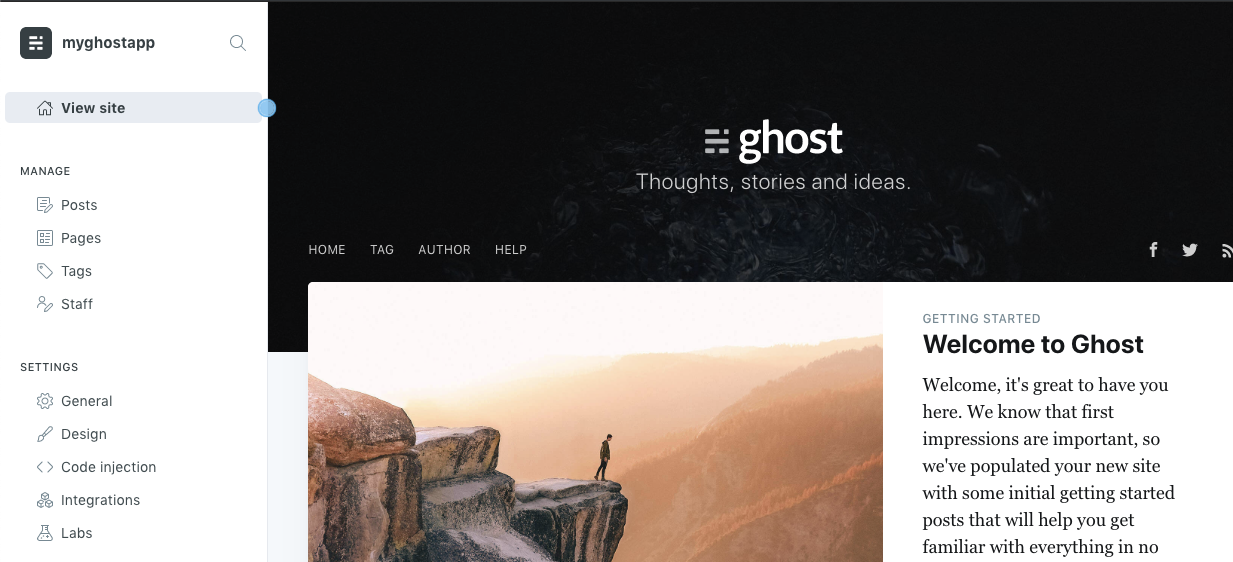 myghostapp
View site
MANAGE
Posts
Pages
Tags
Staff
SETTINGS
General
Design
Code injection
Integrations
Labs
ghost
Thoughts, stories and ideas.
HOME TAG AUTHOR HELP
GETTING STARTED
Welcome to Ghost
Welcome, it's great to have you
here. We know that first
impressions are important, so
we've populated your new site
with some initial getting started
posts that will help you get
familiar with everything in no